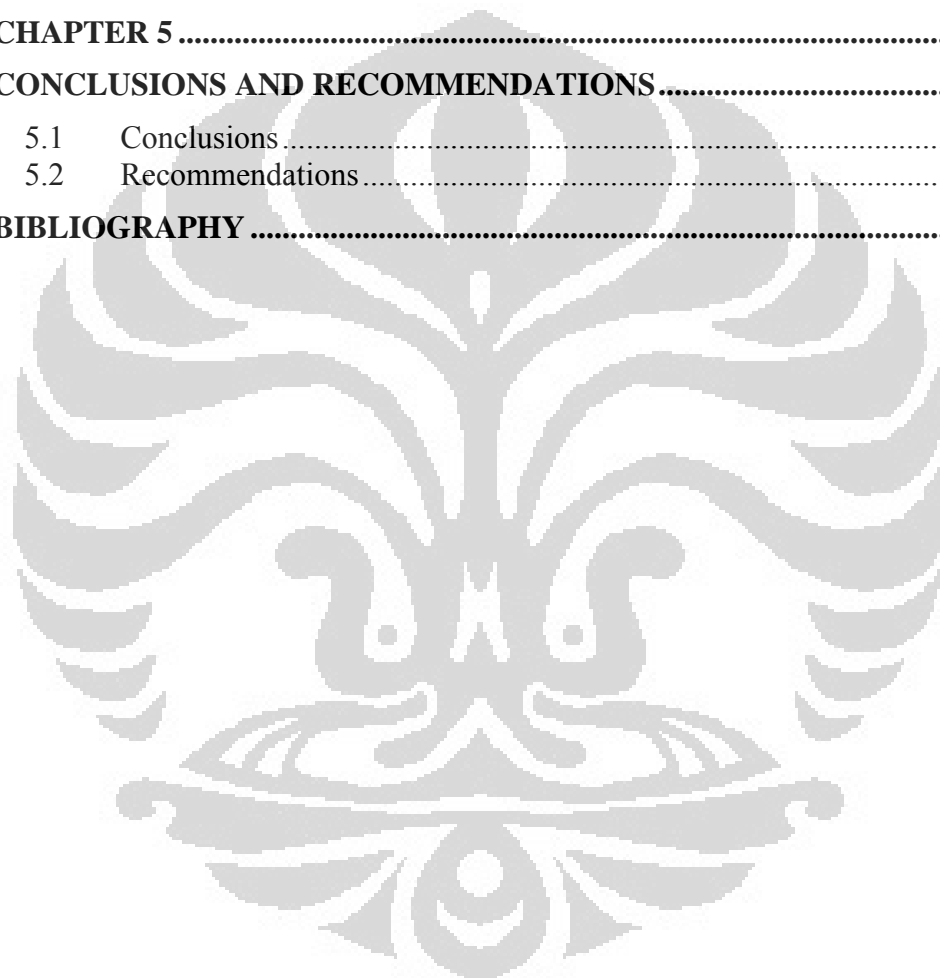 CHAPTER 5 ................................................................................................
CONCLUSIONS AND RECOMMENDATIONS ..................................
5.1 Conclusions ................................................................................
5.2 Recommendations ......................................................................
BIBLIOGRAPHY .....................................................................................